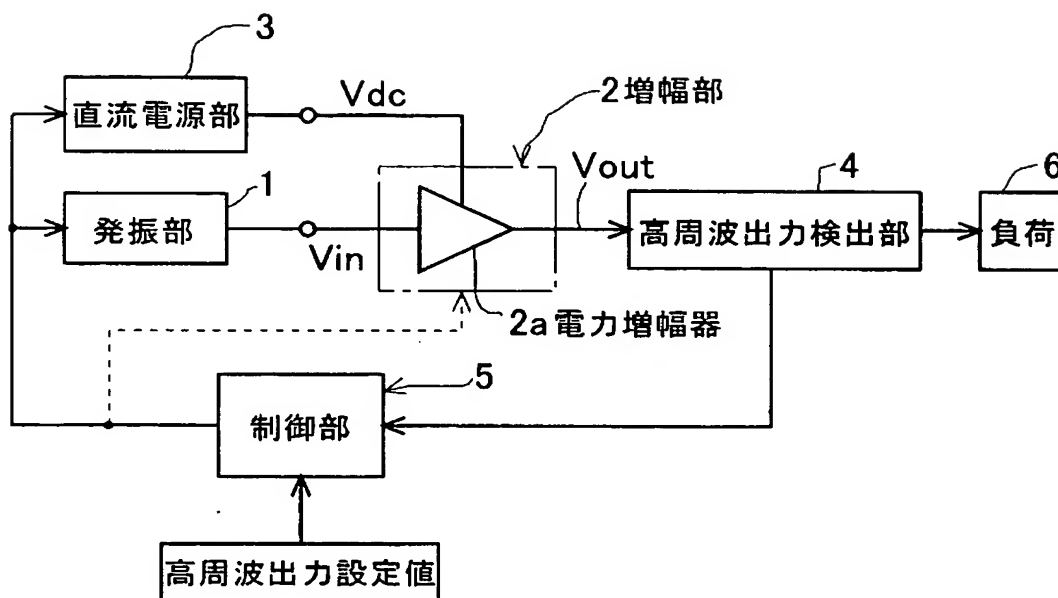 3
直流電源部
Vdc
2増幅部
1
発振部
Vin
Vout
4
高周波出力検出部
6
負荷
2a電力増幅器
5
制御部
高周波出力設定値